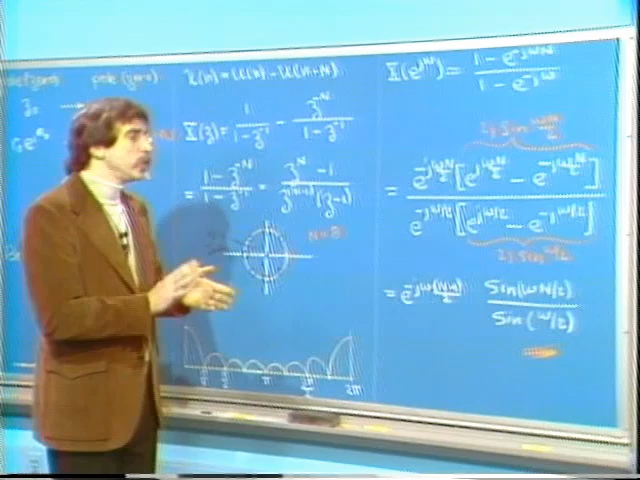 pole (zero)
x(n) = u(n) - u(n-N)
X(z) = 1/(1 - z^-1) - z^-N/(1 - z^-1)
= (1 - z^-N)/(1 - z^-1) = (z^N - 1)/(z^(N-1) (z-1))
N=8
π
2π
X(e^jω) = (1 - e^-jωN)/(1 - e^-jω)
2j sin ωN/2
= e^-jωN/2 [e^jωN/2 - e^-jωN/2] / e^-jω/2 [e^jω/2 - e^-jω/2]
2j sin ω/2
= e^-jω(N-1)/2 sin(ωN/2)/sin(ω/2)